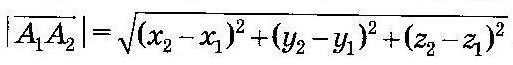 |A₁A₂| = √(x₂ − x₁)² + (y₂ − y₁)² + (z₂ − z₁)²